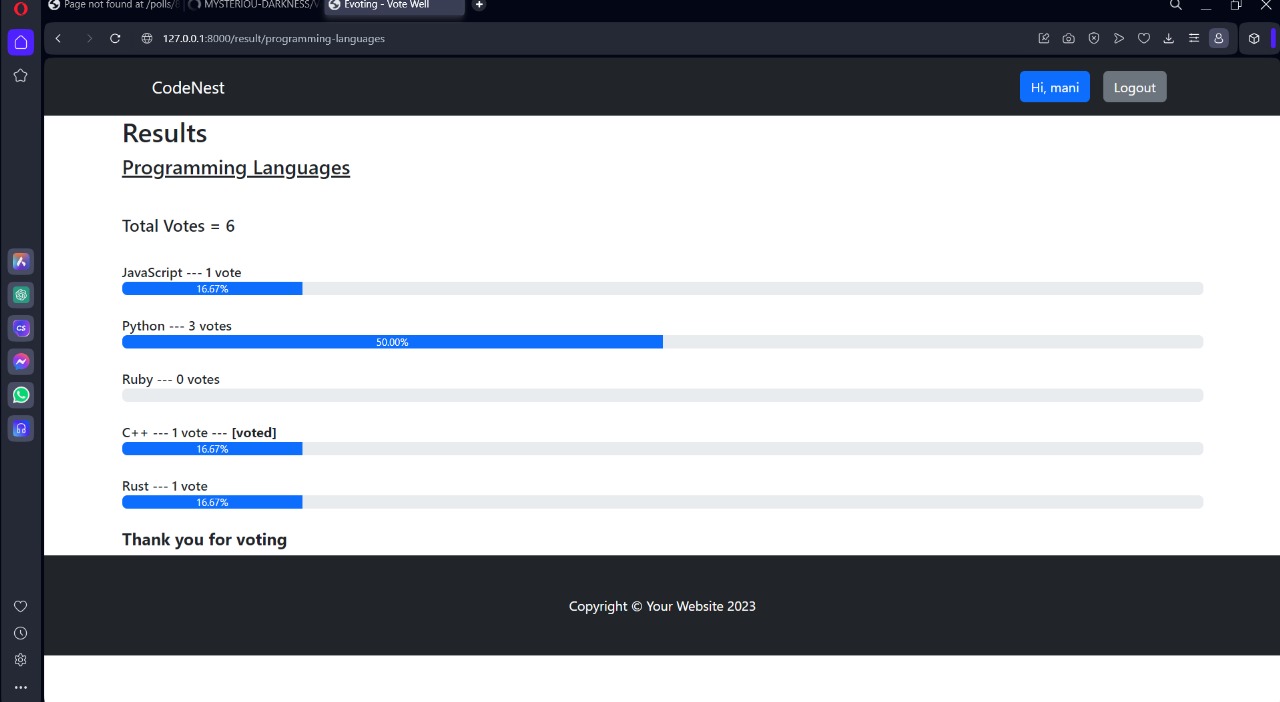 Page not found at /polls/
MYSTERIOU-DARKNESS/
Evoting - Vote Well
127.0.0.1:8000/result/programming-languages
CodeNest
Hi, mani
Logout
Results
Programming Languages
Total Votes = 6
JavaScript --- 1 vote
16.67%
Python --- 3 votes
50.00%
Ruby --- 0 votes
C++ --- 1 vote --- [voted]
16.67%
Rust --- 1 vote
16.67%
Thank you for voting
Copyright © Your Website 2023
CS